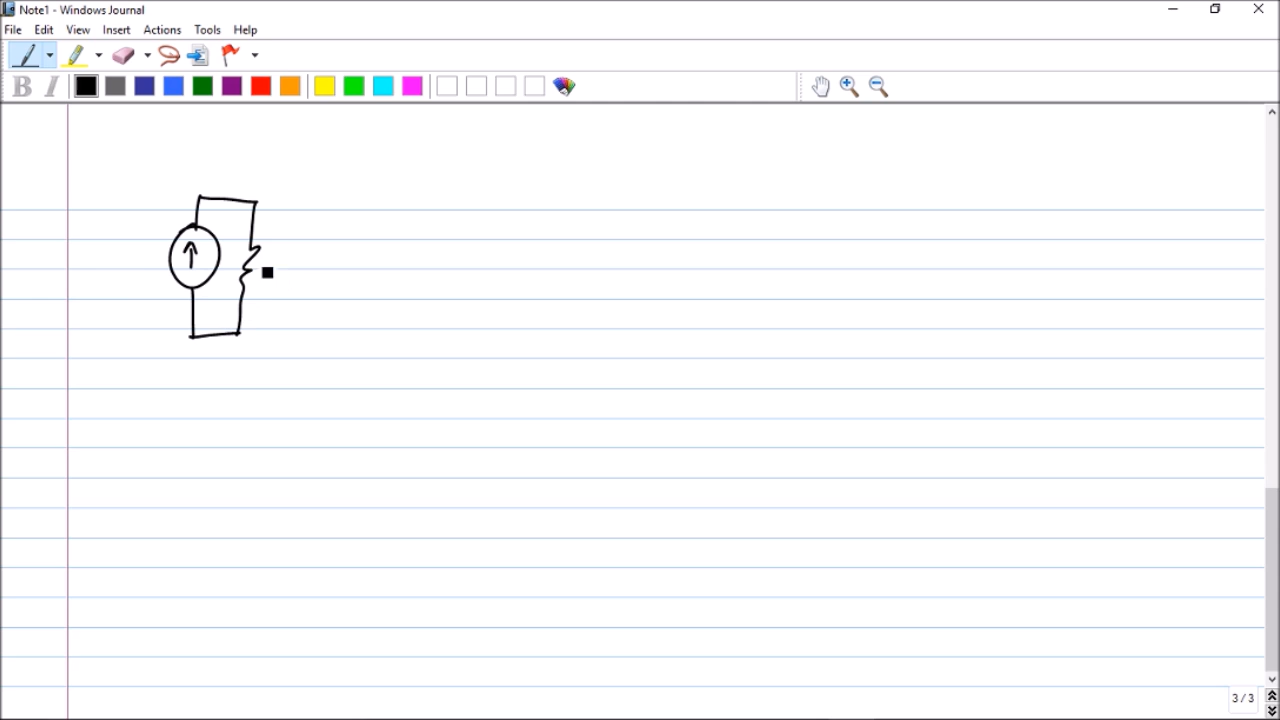 Note1 - Windows Journal
File Edit View Insert Actions Tools Help
B I
3 / 3